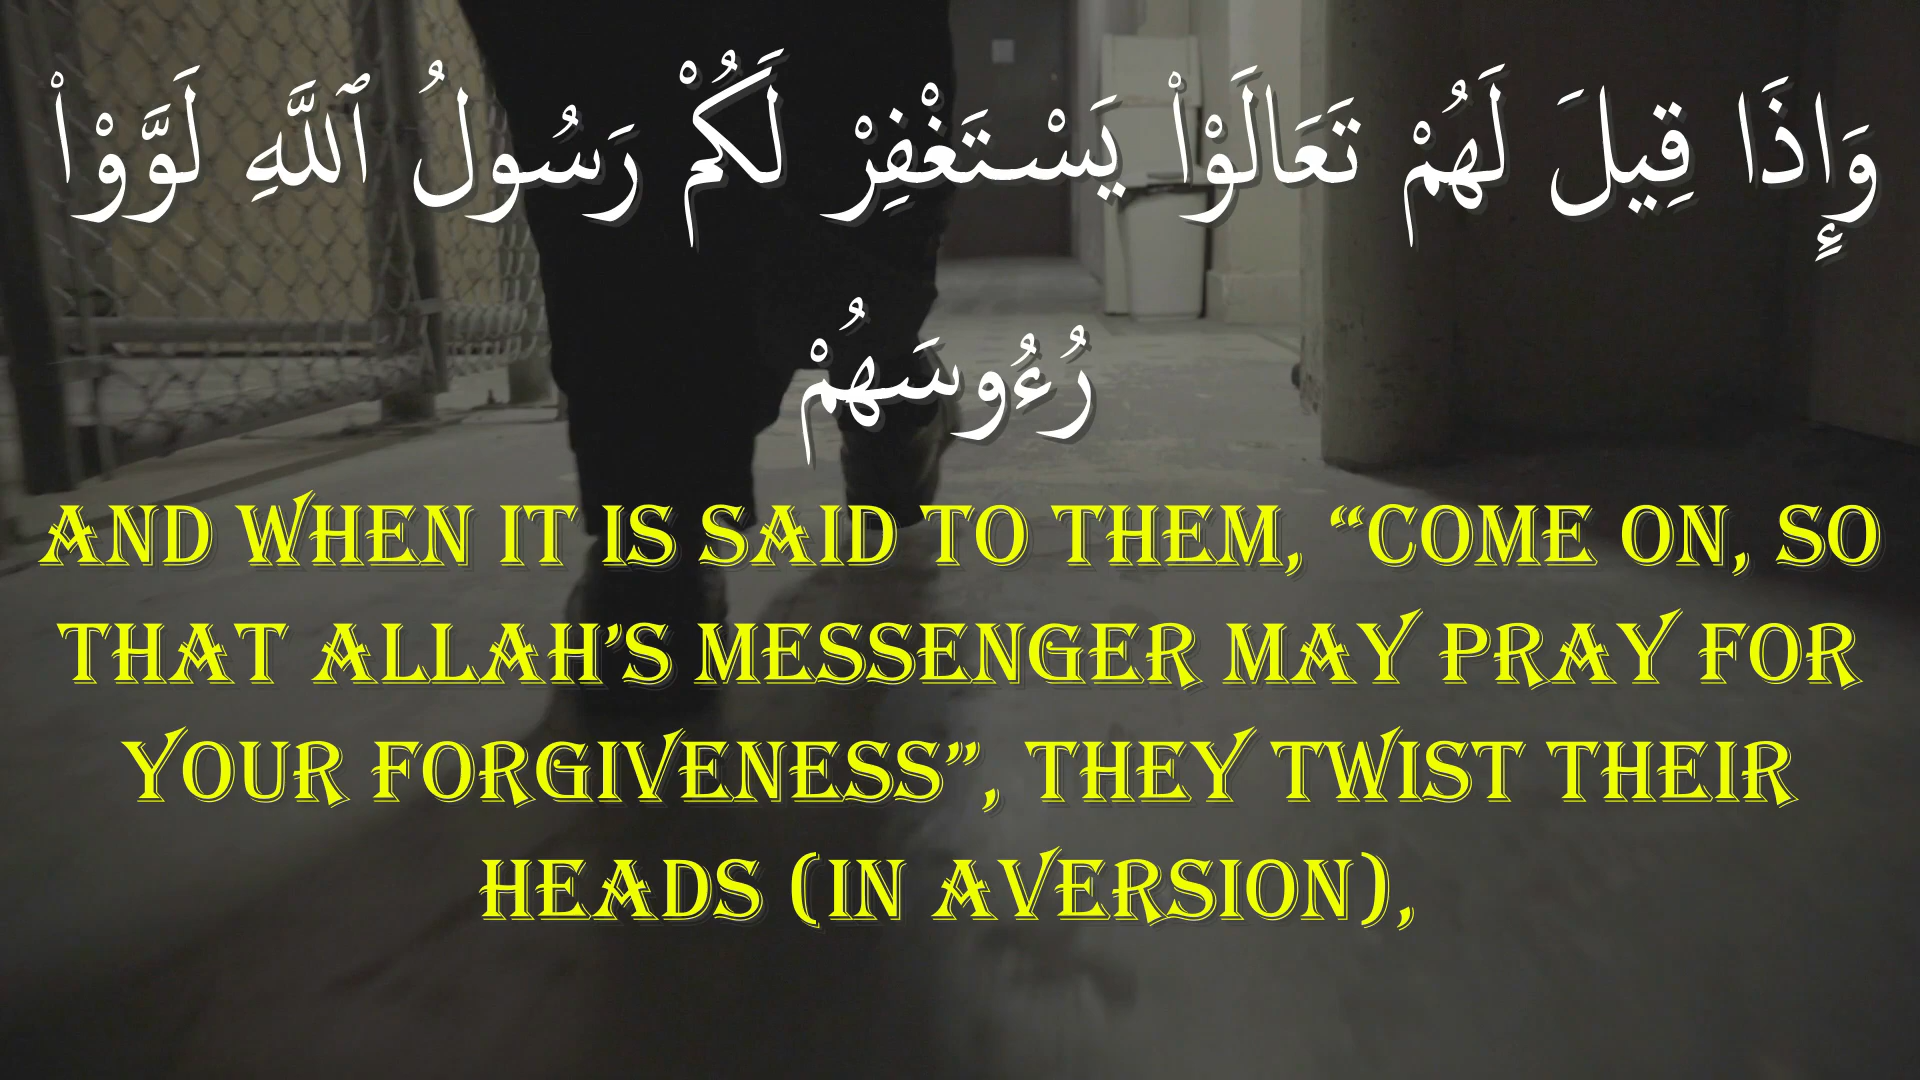 وَإِذَا قِيلَ لَهُمْ تَعَالَوْا۟ يَسْتَغْفِرْ لَكُمْ رَسُولُ ٱللَّهِ لَوَّوْا۟
رُءُوسَهُمْ
AND WHEN IT IS SAID TO THEM, “COME ON, SO
THAT ALLAH’S MESSENGER MAY PRAY FOR
YOUR FORGIVENESS”, THEY TWIST THEIR
HEADS (IN AVERSION),